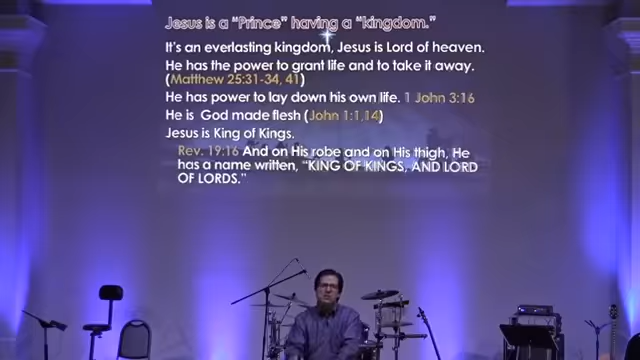 Jesus is a “Prince” having a “kingdom.”
It's an everlasting kingdom, Jesus is Lord of heaven.
He has the power to grant life and to take it away.
(Matthew 25:31-34, 41)
He has power to lay down his own life. 1 John 3:16
He is God made flesh (John 1:1,14)
Jesus is King of Kings.
Rev. 19:16 And on His robe and on His thigh, He
has a name written, “KING OF KINGS, AND LORD
OF LORDS.”